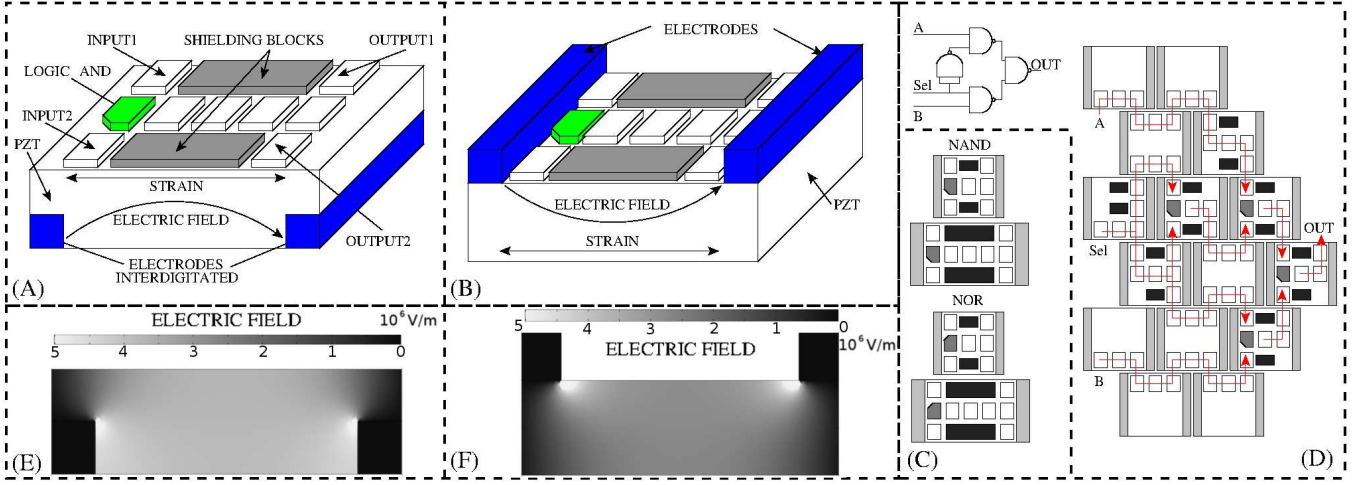 INPUT1
SHIELDING BLOCKS
OUTPUT1
LOGIC AND
INPUT2
PZT
STRAIN
ELECTRIC FIELD
OUTPUT2
ELECTRODES
INTERDIGITATED
(A)
ELECTRODES
ELECTRIC FIELD
STRAIN
PZT
(B)
A
Sel
B
OUT
NAND
NOR
(C)
A
Sel
B
OUT
(D)
ELECTRIC FIELD
10^6 V/m
5 4 3 2 1 0
(E)
5 4 3 2 1 0
ELECTRIC FIELD
10^6 V/m
(F)